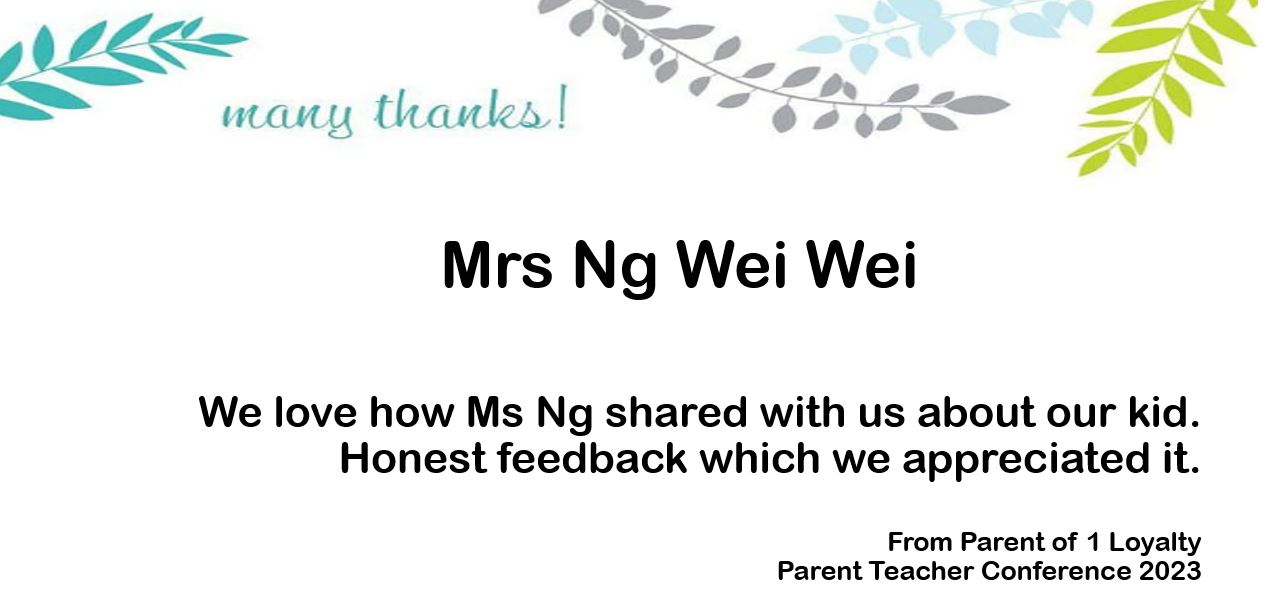 many thanks!
Mrs Ng Wei Wei
We love how Ms Ng shared with us about our kid.
Honest feedback which we appreciated it.
From Parent of 1 Loyalty
Parent Teacher Conference 2023